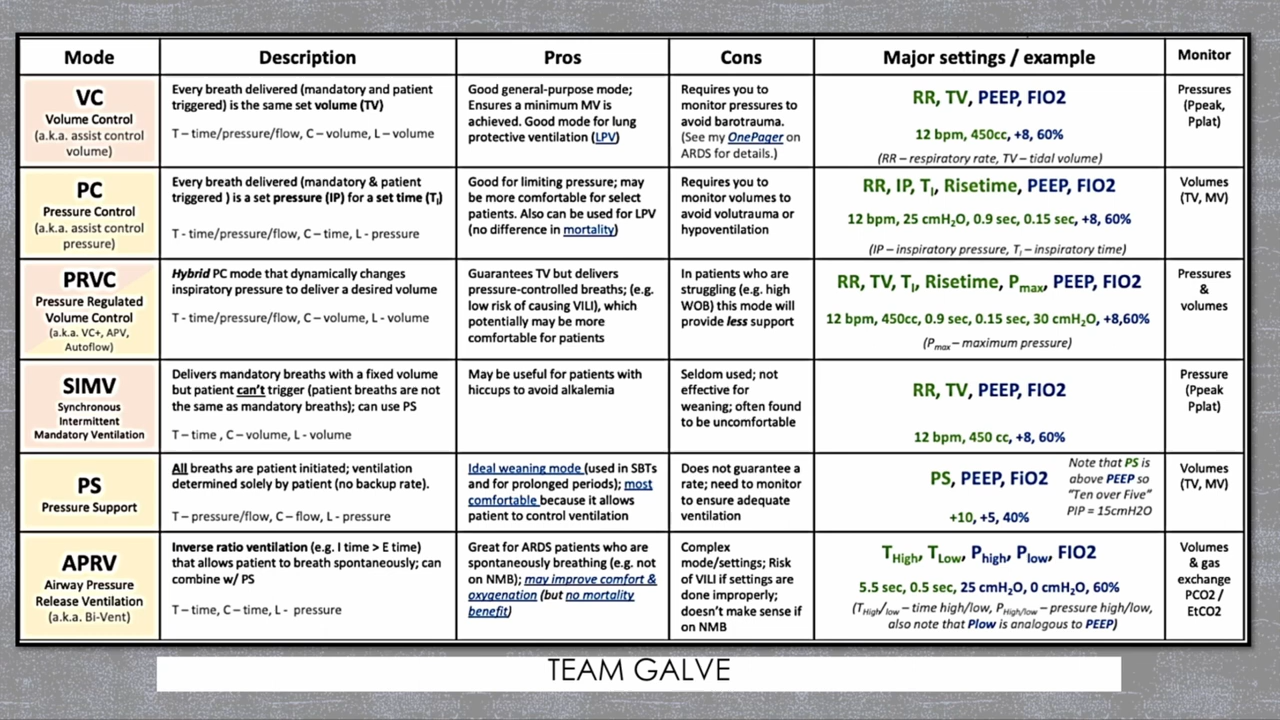 Mode
Description
Pros
Cons
Major settings / example
Monitor
VC
Volume Control
(a.k.a. assist control
volume)
Every breath delivered (mandatory and patient
triggered) is the same set volume (TV)
T – time/pressure/flow, C – volume, L – volume
Good general-purpose mode;
Ensures a minimum MV is
achieved. Good mode for lung
protective ventilation (LPV)
Requires you to
monitor pressures to
avoid barotrauma.
(See my OnePager on
ARDS for details.)
RR, TV, PEEP, FIO2
12 bpm, 450cc, +8, 60%
(RR – respiratory rate, TV – tidal volume)
Pressures
(Ppeak,
Pplat)
PC
Pressure Control
(a.k.a. assist control
pressure)
Every breath delivered (mandatory & patient
triggered ) is a set pressure (IP) for a set time (TI)
T - time/pressure/flow, C – time, L - pressure
Good for limiting pressure; may
be more comfortable for select
patients. Also can be used for LPV
(no difference in mortality)
Requires you to
monitor volumes to
avoid volutrauma or
hypoventilation
RR, IP, TI, Risetime, PEEP, FIO2
12 bpm, 25 cmH2O, 0.9 sec, 0.15 sec, +8, 60%
(IP – inspiratory pressure, TI – inspiratory time)
Volumes
(TV, MV)
PRVC
Pressure Regulated
Volume Control
(a.k.a. VC+, APV,
Autoflow)
Hybrid PC mode that dynamically changes
inspiratory pressure to deliver a desired volume
T - time/pressure/flow, C – volume, L - volume
Guarantees TV but delivers
pressure-controlled breaths; (e.g.
low risk of causing VILI), which
potentially may be more
comfortable for patients
In patients who are
struggling (e.g. high
WOB) this mode will
provide less support
RR, TV, TI, Risetime, Pmax, PEEP, FIO2
12 bpm, 450cc, 0.9 sec, 0.15 sec, 30 cmH2O, +8,60%
(Pmax – maximum pressure)
Pressures
&
volumes
SIMV
Synchronous
Intermittent
Mandatory Ventilation
Delivers mandatory breaths with a fixed volume
but patient can't trigger (patient breaths are not
the same as mandatory breaths); can use PS
T – time , C – volume, L - volume
May be useful for patients with
hiccups to avoid alkalemia
Seldom used; not
effective for
weaning; often found
to be uncomfortable
RR, TV, PEEP, FIO2
12 bpm, 450 cc, +8, 60%
Pressure
(Ppeak
Pplat)
PS
Pressure Support
All breaths are patient initiated; ventilation
determined solely by patient (no backup rate).
T – pressure/flow, C – flow, L - pressure
Ideal weaning mode (used in SBTs
and for prolonged periods); most
comfortable because it allows
patient to control ventilation
Does not guarantee a
rate; need to monitor
to ensure adequate
ventilation
PS, PEEP, FiO2
+10, +5, 40%
Note that PS is
above PEEP so
"Ten over Five"
PIP = 15cmH2O
Volumes
(TV, MV)
APRV
Airway Pressure
Release Ventilation
(a.k.a. Bi-Vent)
Inverse ratio ventilation (e.g. I time > E time)
that allows patient to breath spontaneously; can
combine w/ PS
T – time, C – time, L - pressure
Great for ARDS patients who are
spontaneously breathing (e.g. not
on NMB); may improve comfort &
oxygenation (but no mortality
benefit)
Complex
mode/settings; Risk
of VILI if settings are
done improperly;
doesn't make sense if
on NMB
THigh, TLow, Phigh, Plow, FIO2
5.5 sec, 0.5 sec, 25 cmH2O, 0 cmH2O, 60%
(THigh/low – time high/low, PHigh/low – pressure high/low,
also note that Plow is analogous to PEEP)
Volumes
& gas
exchange
PCO2 /
EtCO2
TEAM GALVE